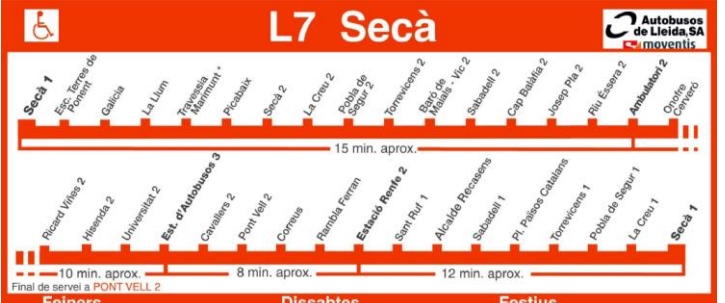 L7 Secà
Autobusos
de Lleida,SA
moventis
Secà 1
Esc. Terres de
Ponent
Galícia
La Llum
Travessia
Marimunt *
Picabaix
Secà 2
La Creu 2
Pobla de
Segur 2
Torrevicens 2
Baró de
Maials - Vic 2
Sabadell 2
Cap Balàfia 2
Josep Pla 2
Riu Éssera 2
Ambulatori 2
Onofre
Cerveró
15 min. aprox.
Ricard Viñes 2
Hisenda 2
Universitat 2
Est. d'Autobusos 3
Cavallers 2
Pont Vell 2
Correus
Rambla Ferran
Estació Renfe 2
Sant Ruf 1
Alcalde Recasens
Sabadell 1
Pl. Països Catalans
Torrevicens 1
Pobla de Segur 1
La Creu 1
Secà 1
10 min. aprox.
8 min. aprox.
12 min. aprox.
Final de servei a PONT VELL 2
Feiners
Dissabtes
Festius